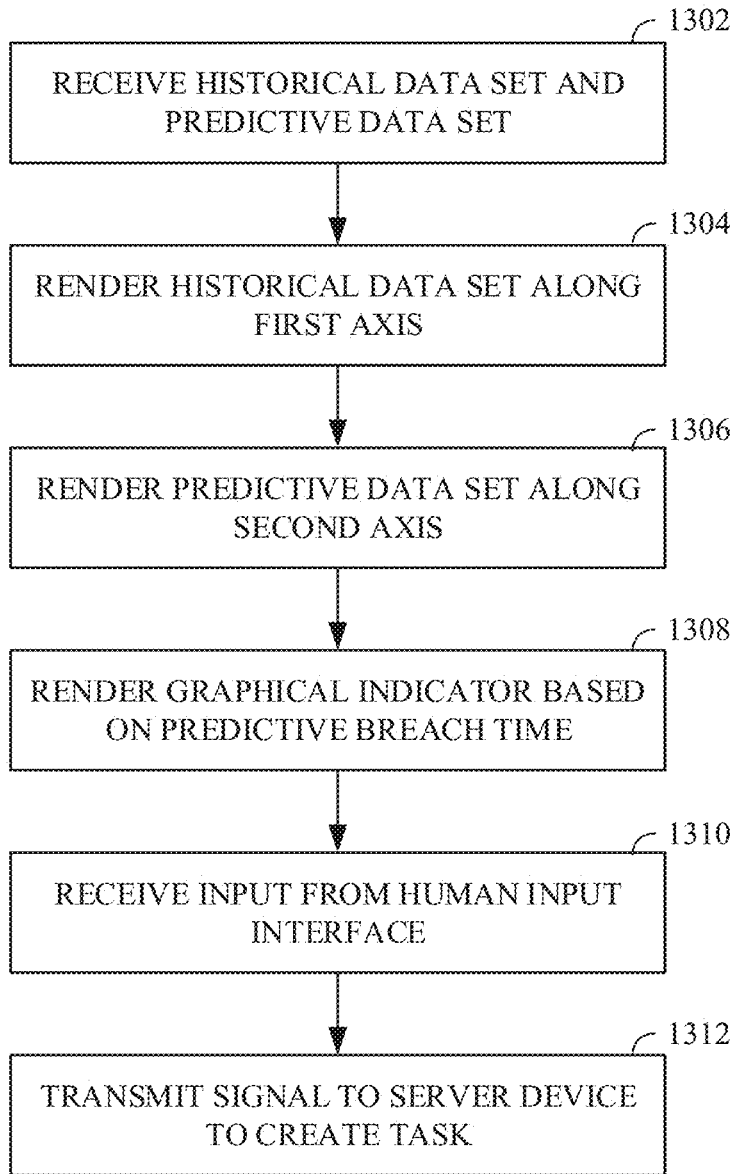 1302
RECEIVE HISTORICAL DATA SET AND
PREDICTIVE DATA SET
1304
RENDER HISTORICAL DATA SET ALONG
FIRST AXIS
1306
RENDER PREDICTIVE DATA SET ALONG
SECOND AXIS
1308
RENDER GRAPHICAL INDICATOR BASED
ON PREDICTIVE BREACH TIME
1310
RECEIVE INPUT FROM HUMAN INPUT
INTERFACE
1312
TRANSMIT SIGNAL TO SERVER DEVICE
TO CREATE TASK